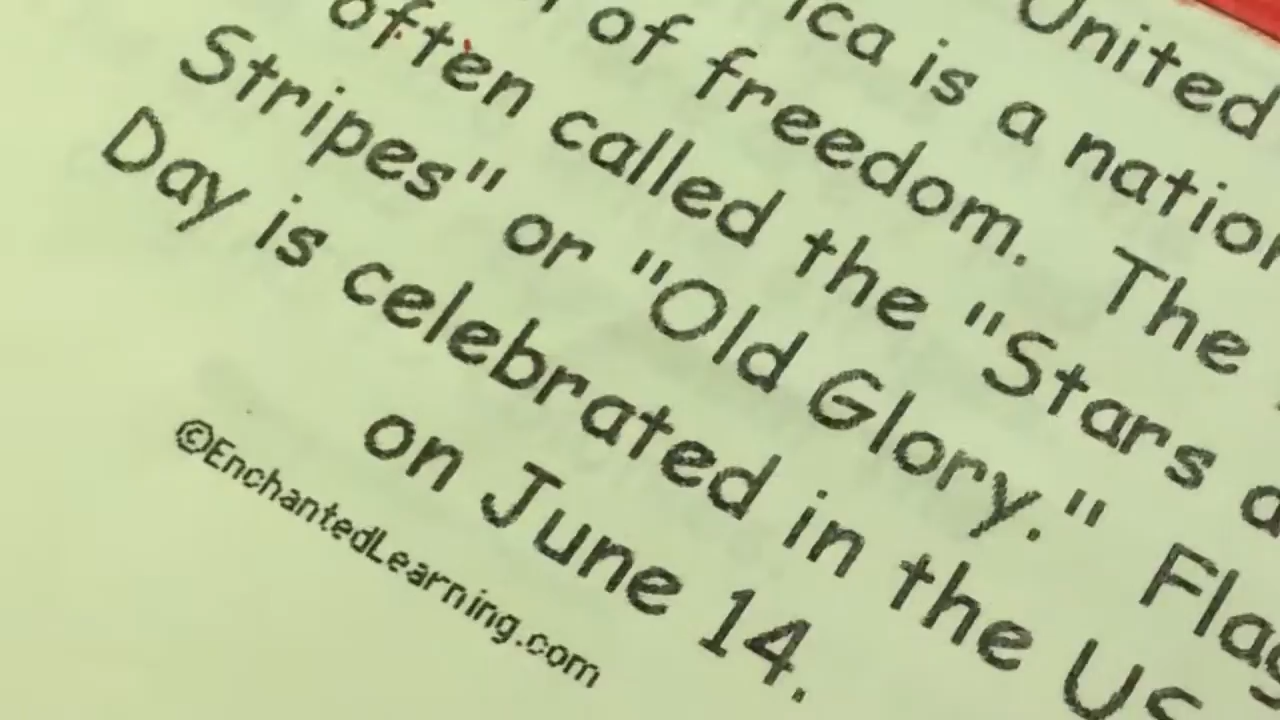 United
is a
of freedom. The
often called the "Stars
Stripes" or "Old Glory." Flag
Day is celebrated in the US
on June 14.
©EnchantedLearning.com